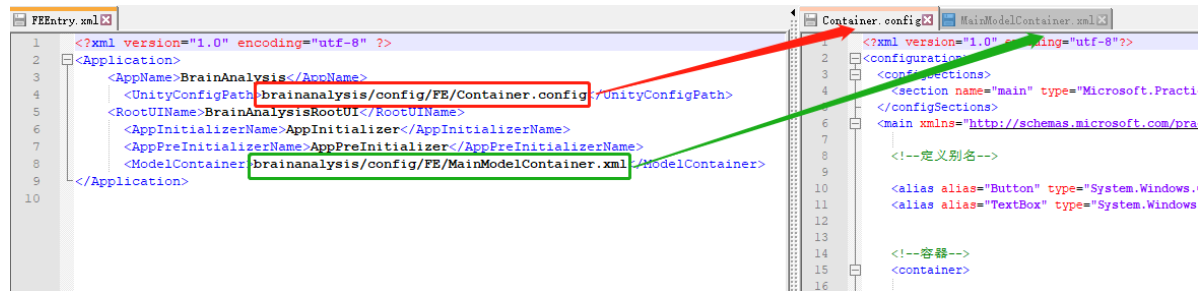 FEEntry.xml
1 <?xml version="1.0" encoding="utf-8" ?>
2 <Application>
3 <AppName>BrainAnalysis</AppName>
4 <UnityConfigPath>brainanalysis/config/FE/Container.config</UnityConfigPath>
5 <RootUIName>BrainAnalysisRootUI</RootUIName>
6 <AppInitializerName>AppInitializer</AppInitializerName>
7 <AppPreInitializerName>AppPreInitializer</AppPreInitializerName>
8 <ModelContainer>brainanalysis/config/FE/MainModelContainer.xml</ModelContainer>
9 </Application>
10
Container.config MainModelContainer.xml
1 <?xml version="1.0" encoding="utf-8"?>
2 <configuration>
3 <configSections>
4 <section name="main" type="Microsoft.Practi
5 </configSections>
6 <main xmlns="http://schemas.microsoft.com/pra
7
8 <!--定义别名-->
9
10 <alias alias="Button" type="System.Windows.
11 <alias alias="TextBox" type="System.Windows
12
13
14 <!--容器-->
15 <container>
16